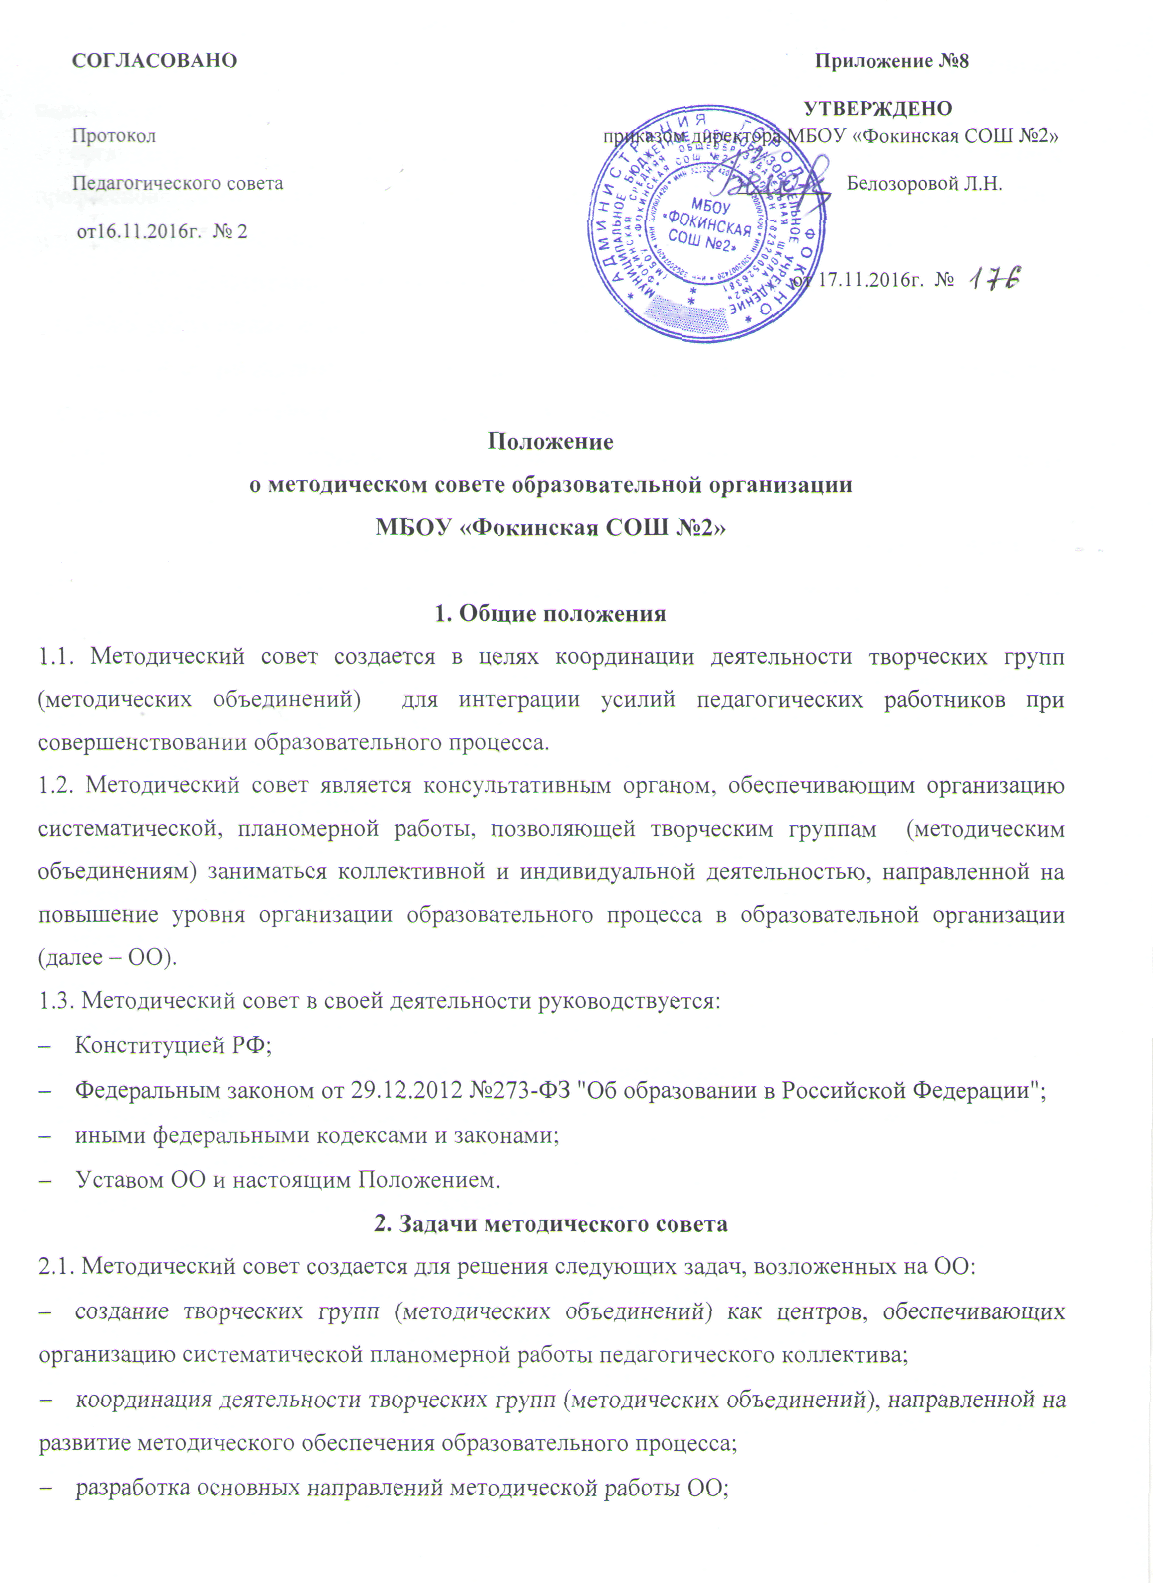 СОГЛАСОВАНО
Приложение №8
УТВЕРЖДЕНО
Протокол
приказом директора МБОУ «Фокинская СОШ №2»
Педагогического совета
Белозоровой Л.Н.
от16.11.2016г. № 2
от 17.11.2016г. № 176
АДМИНИСТРАЦИЯ ГОРОДА ФОКИНО
МБОУ
«ФОКИНСКАЯ
СОШ №2»
Положение
о методическом совете образовательной организации
МБОУ «Фокинская СОШ №2»
1. Общие положения
1.1. Методический совет создается в целях координации деятельности творческих групп
(методических объединений) для интеграции усилий педагогических работников при
совершенствовании образовательного процесса.
1.2. Методический совет является консультативным органом, обеспечивающим организацию
систематической, планомерной работы, позволяющей творческим группам (методическим
объединениям) заниматься коллективной и индивидуальной деятельностью, направленной на
повышение уровня организации образовательного процесса в образовательной организации
(далее – ОО).
1.3. Методический совет в своей деятельности руководствуется:
– Конституцией РФ;
– Федеральным законом от 29.12.2012 №273-ФЗ "Об образовании в Российской Федерации";
– иными федеральными кодексами и законами;
– Уставом ОО и настоящим Положением.
2. Задачи методического совета
2.1. Методический совет создается для решения следующих задач, возложенных на ОО:
– создание творческих групп (методических объединений) как центров, обеспечивающих
организацию систематической планомерной работы педагогического коллектива;
– координация деятельности творческих групп (методических объединений), направленной на
развитие методического обеспечения образовательного процесса;
– разработка основных направлений методической работы ОО;